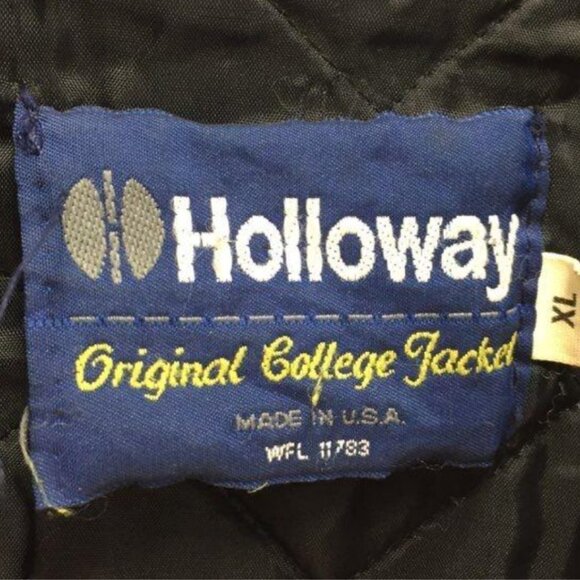 Holloway
XL
Original College Jacket
MADE IN U.S.A.
WPL 11783